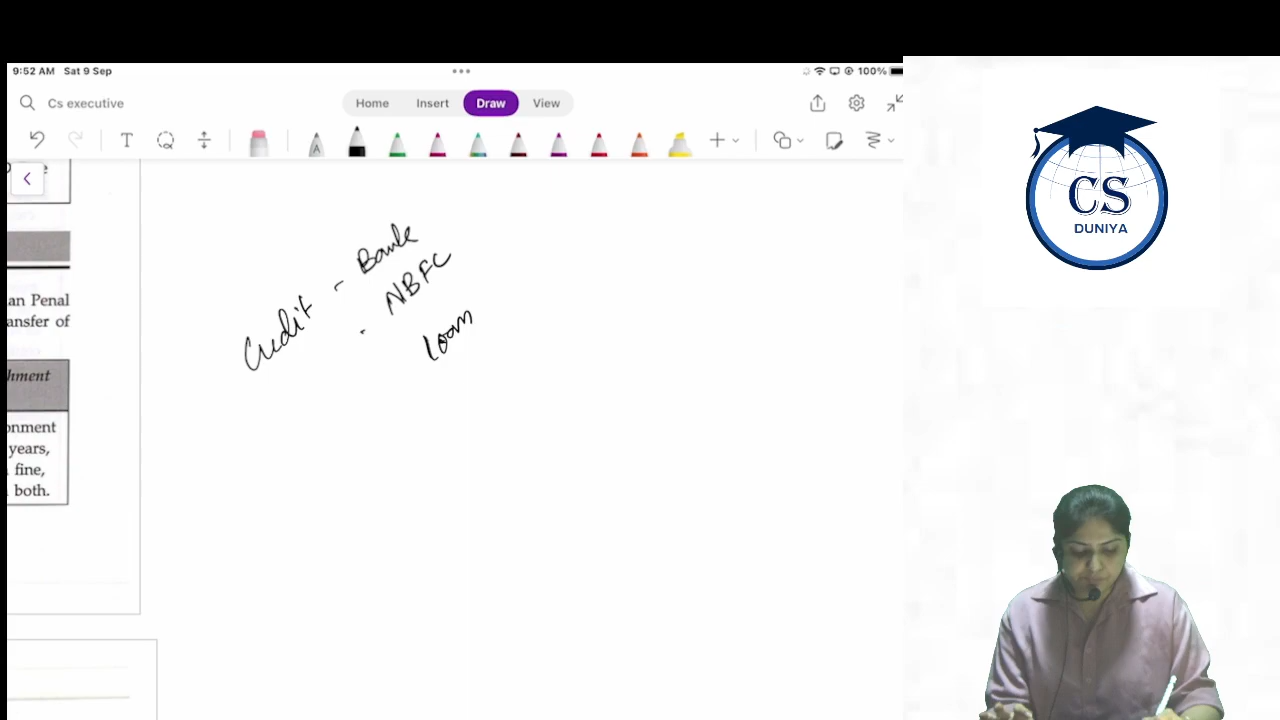 9:52 AM Sat 9 Sep
100%
Cs executive
Home Insert Draw View
T
A
an Penal
ansfer of
hment
onment
years,
fine,
both.
Credit - Bank
- NBFC
loan
CS
DUNIYA